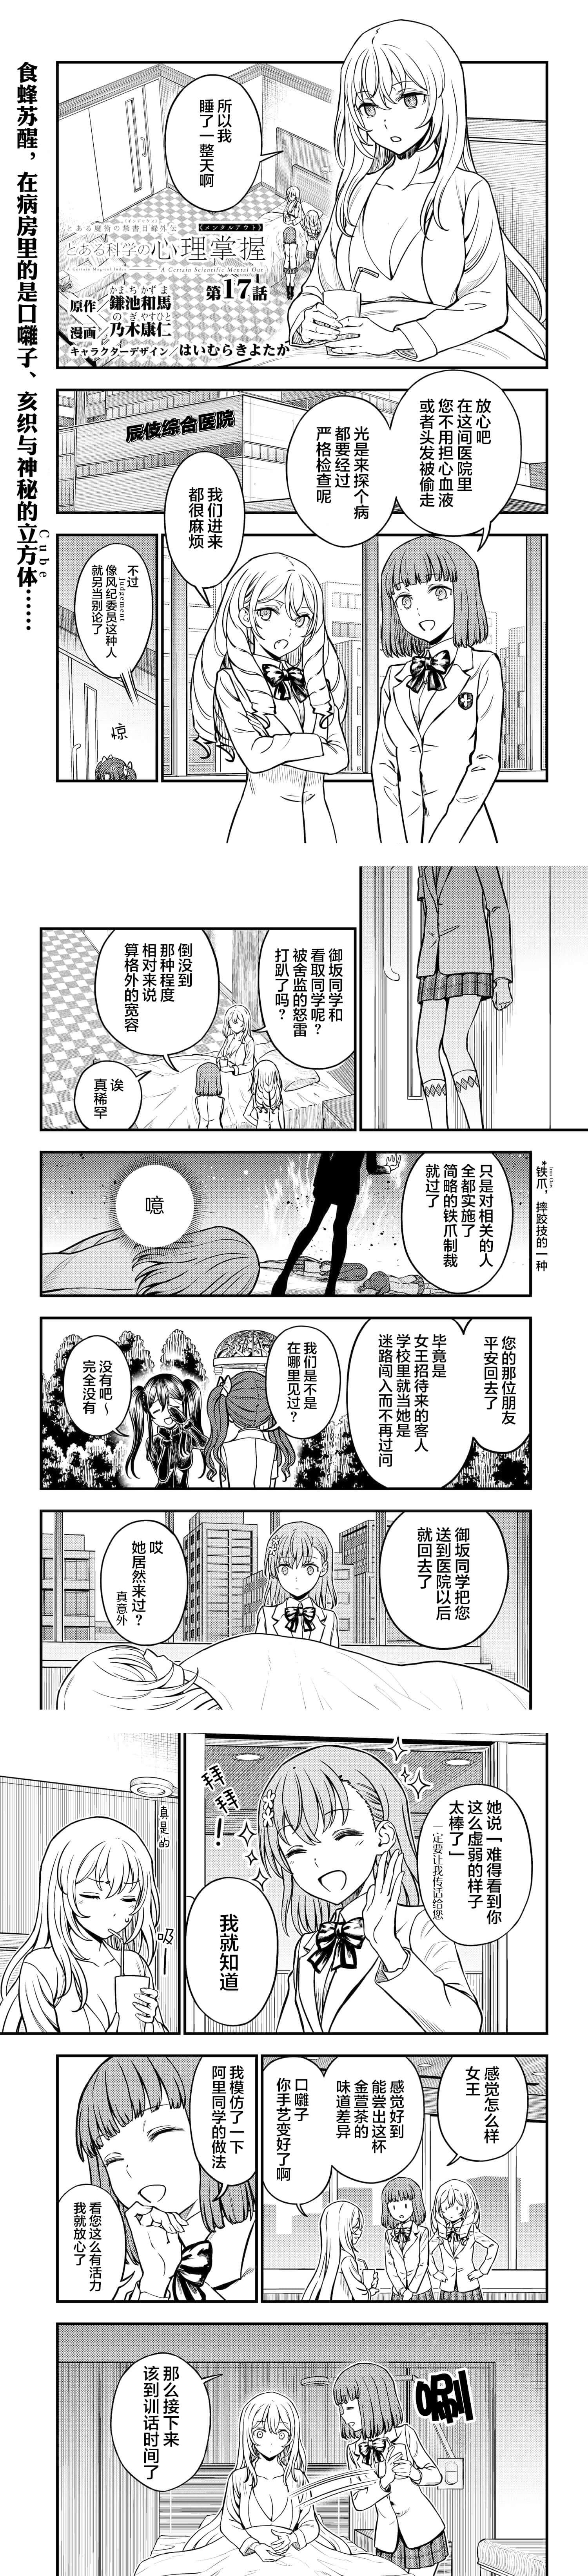 食蜂苏醒，在病房里的是口囃子、亥织与神秘的立方体……
Cube
所以我
睡了一整天啊
とある魔術の禁書目録外伝
とある科学の心理掌握
《メンタルアウト》
A Certain Magical Index
A Certain Scientific Mental Out
第17話
原作／鎌池和馬
かまちかずま
漫画／乃木康仁
のぎやすひと
キャラクターデザイン／はいむらきよたか
放心吧
在这间医院里
您不用担心血液
或者头发被偷走
光是来探个病
都要经过
严格检查呢
辰伎综合医院
我们进来
都很麻烦
不过
像风纪委员这种人
Judgement
就另当别论了
惊
御坂同学和
看取同学呢？
被舍监的怒雷
打趴了吗？
倒没到
那种程度
相对来说
算格外的宽容
诶
真稀罕
*铁爪，摔跤技的一种
只是对相关的人
全都实施了
简略的铁爪制裁
就过了
噫
您的那位朋友
平安回去了
毕竟是
女王招待来的客人
学校里就当她是
迷路闯入而不再过问
我们是不是
在哪里见过？
没有吧～
完全没有
御坂同学把您
送到医院以后
就回去了
哎
她居然来过？
真意外
她说「难得看到你
这么虚弱的样子
太棒了」
一定要让我传话给您
拜拜！
我就知道
真是的
吸
感觉怎么样
女王
感觉好到
能尝出这杯
金萱茶的
味道差异
口囃子
你手艺变好了啊
我模仿了一下
阿里同学的做法
看您这么有活力
我就放心了
唰
那么接下来
该到训话时间了